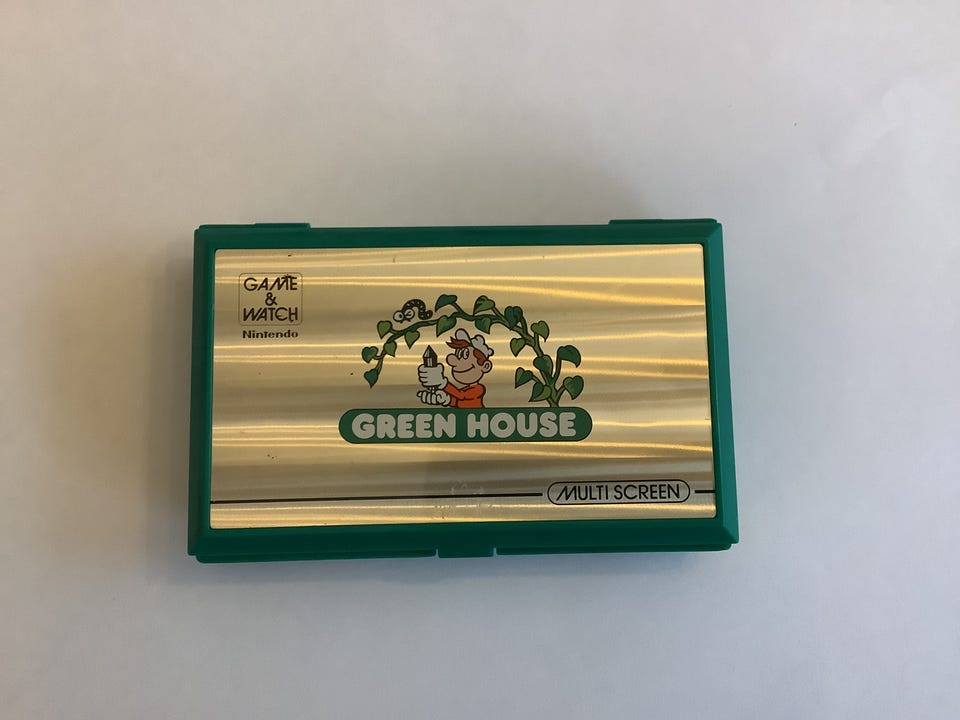 GAME
&
WATCH
Nintendo
GREEN HOUSE
MULTI SCREEN